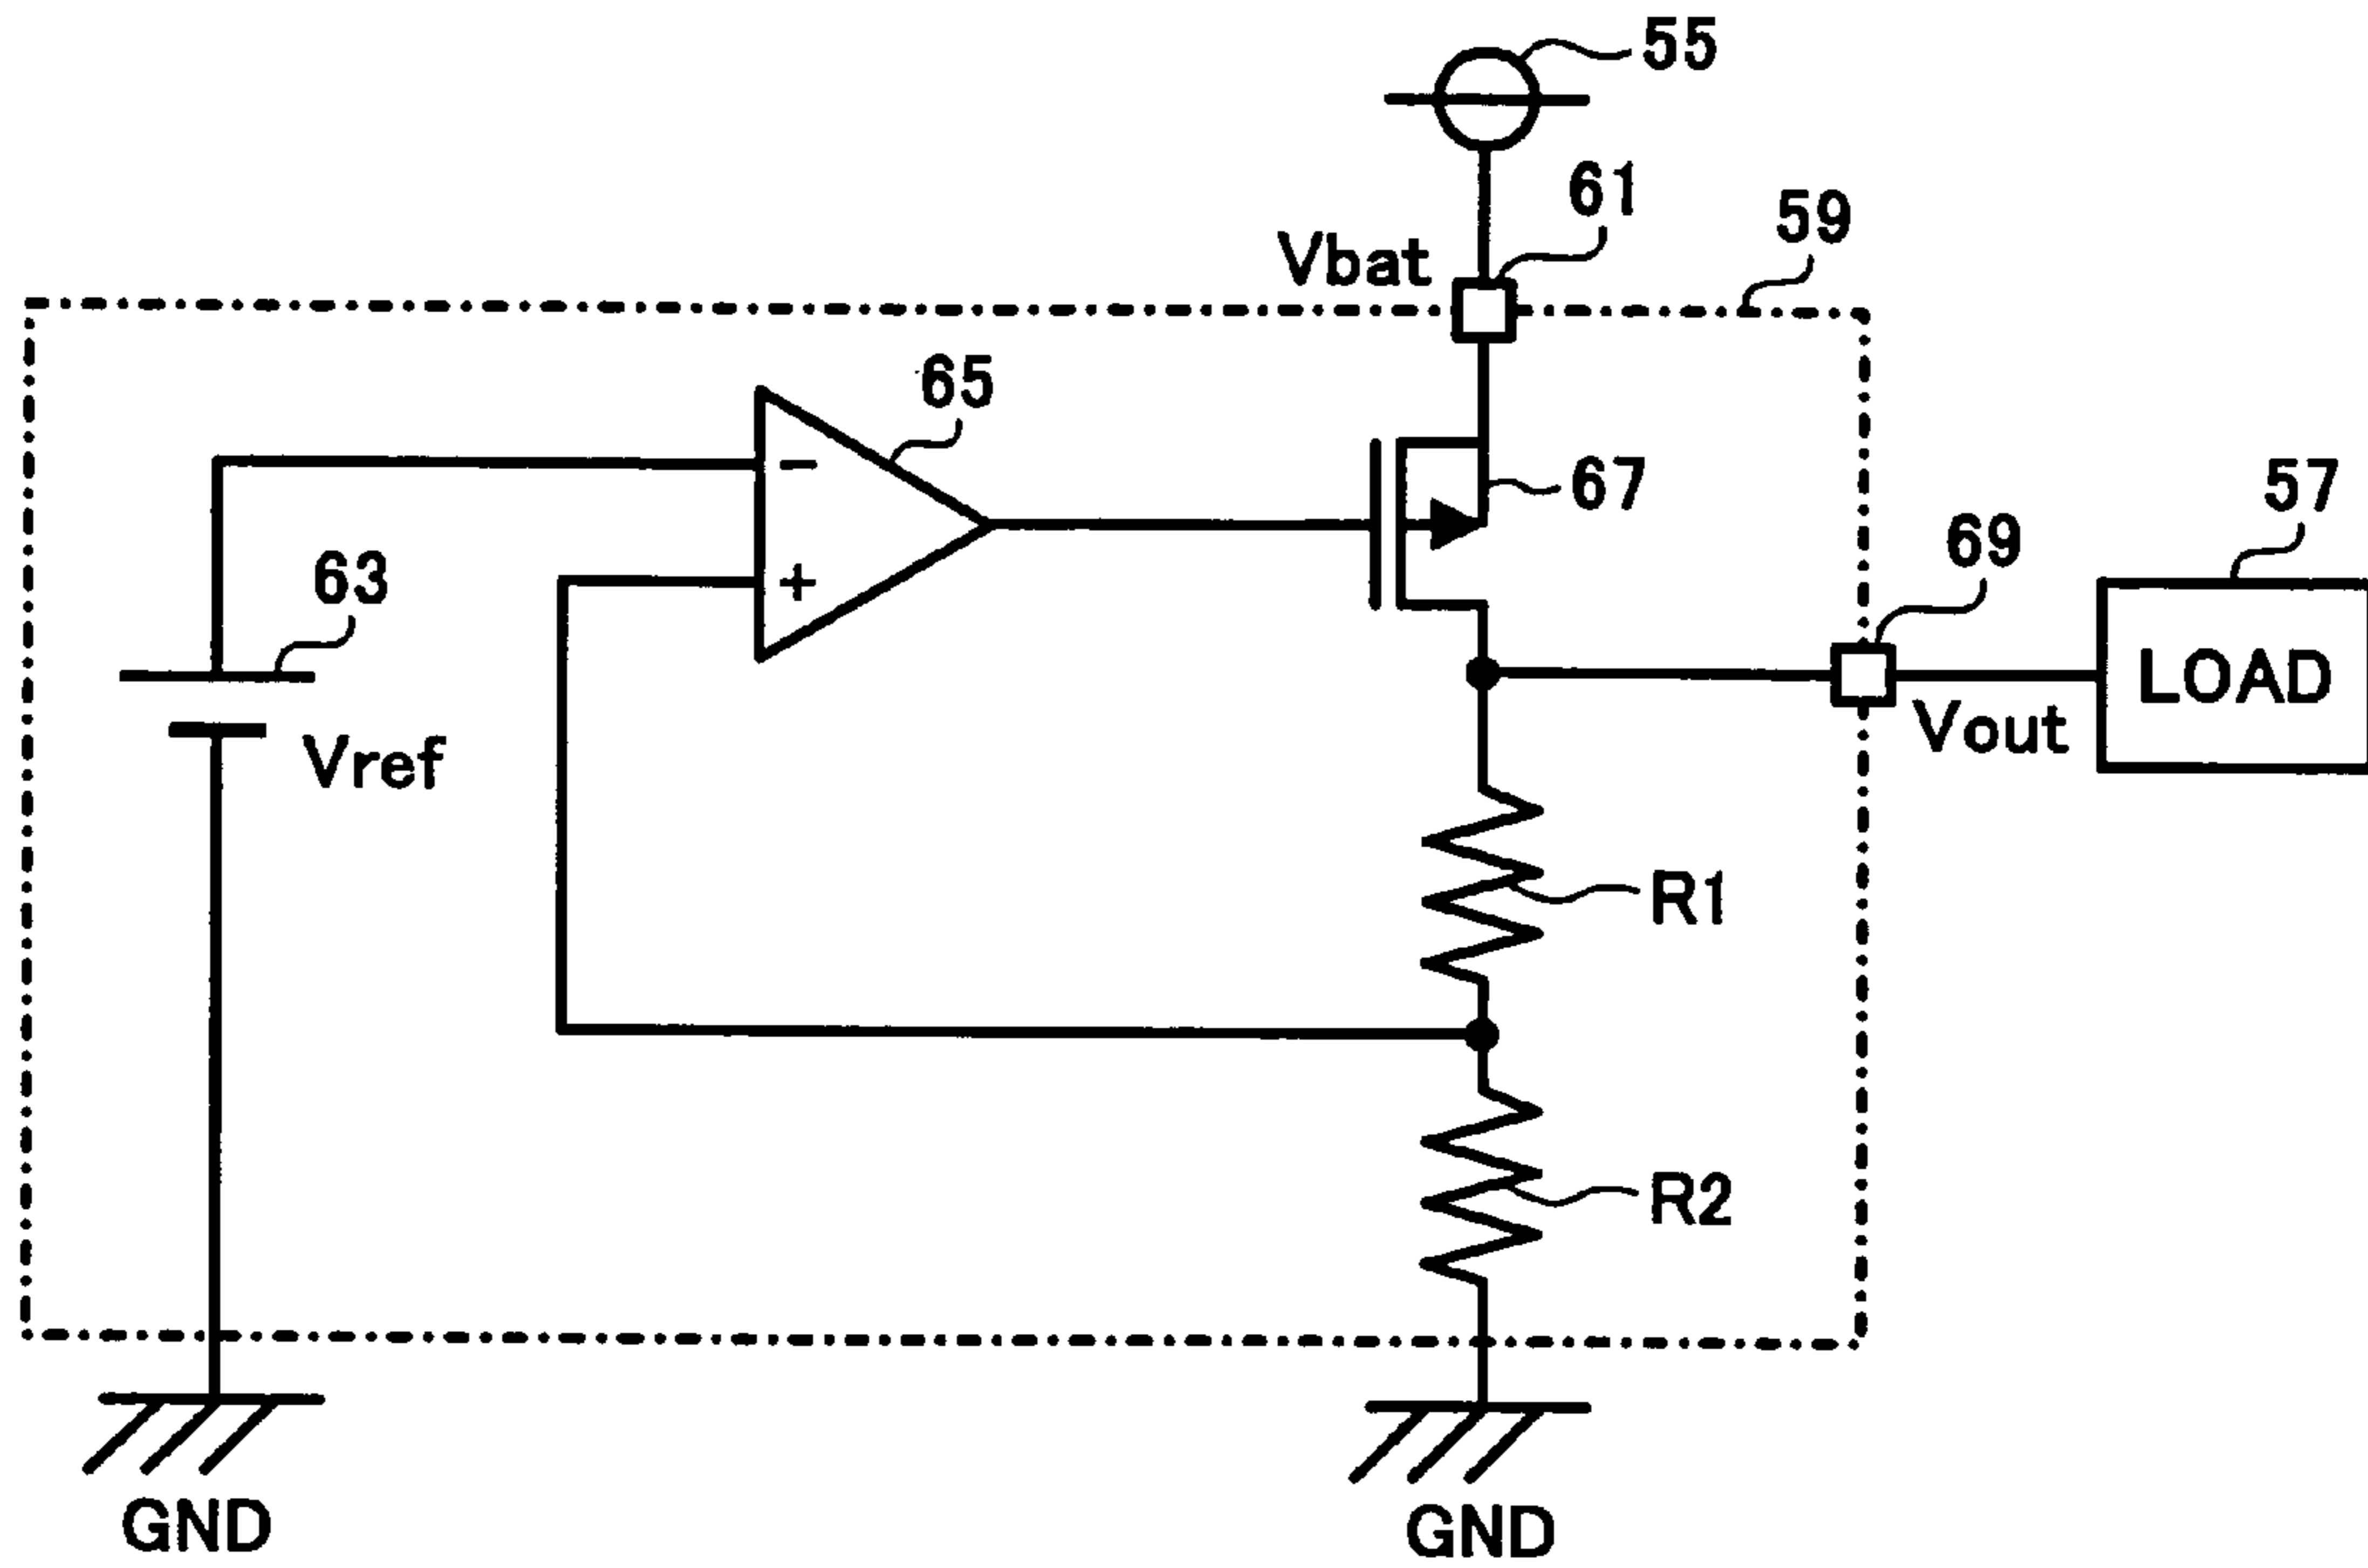 55
61
59
Vbat
65
67
57
69
63
-
+
LOAD
Vout
Vref
R1
R2
GND
GND